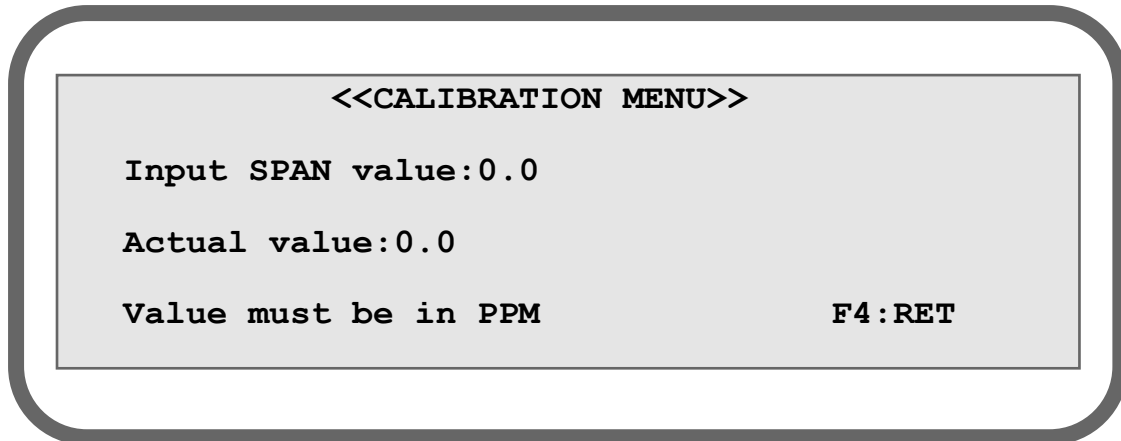 <<CALIBRATION MENU>>
Input SPAN value:0.0
Actual value:0.0
Value must be in PPM F4:RET